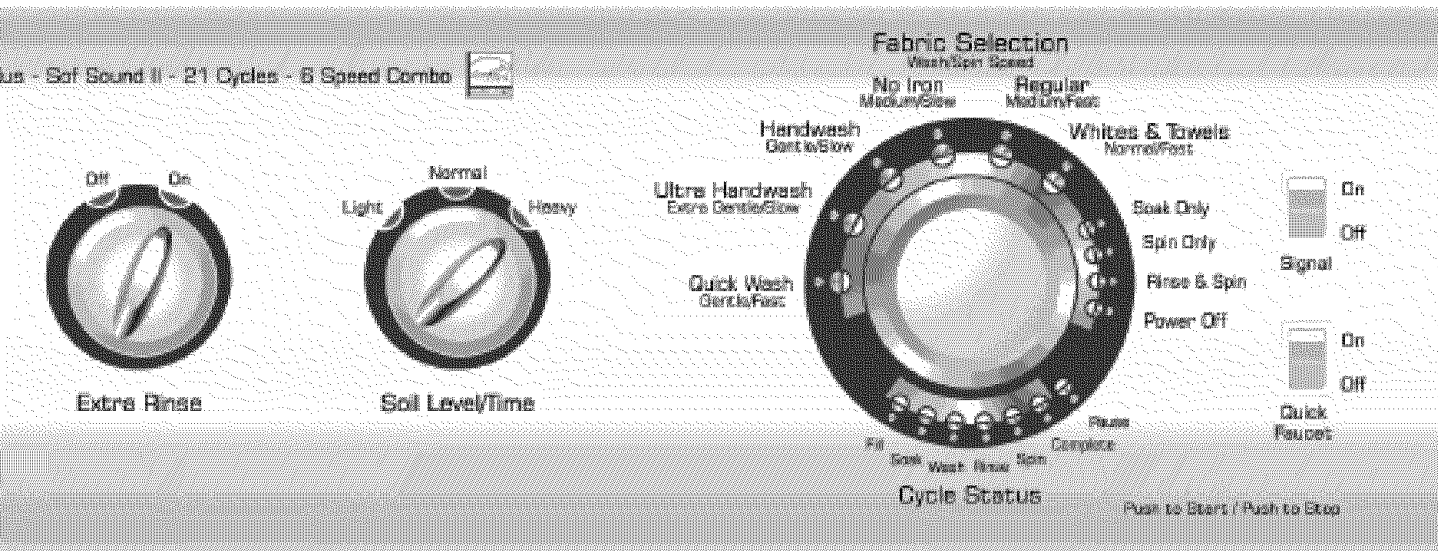 - Sof Sound II - 21 Cycles - 6 Speed Combo
Off
On
Extra Rinse
Light
Normal
Heavy
Soil Level/Time
Fabric Selection
Wash/Spin Speed
No Iron
Medium/Slow
Regular
Medium/Fast
Handwash
Gentle/Slow
Whites & Towels
Normal/Fast
Ultra Handwash
Extra Gentle/Slow
Quick Wash
Gentle/Fast
Soak Only
Spin Only
Rinse & Spin
Power Off
Fill
Soak
Wash
Rinse
Spin
Complete
Pause
Cycle Status
On
Off
Signal
On
Off
Quick
Faucet
Push to Start / Push to Stop